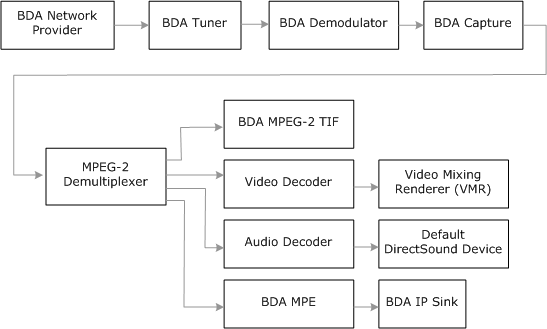 BDA Network
Provider
BDA Tuner
BDA Demodulator
BDA Capture
BDA MPEG-2 TIF
MPEG-2
Demultiplexer
Video Decoder
Video Mixing
Renderer (VMR)
Audio Decoder
Default
DirectSound Device
BDA MPE
BDA IP Sink